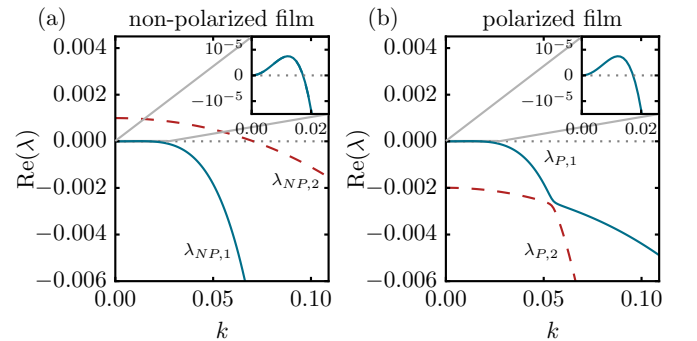 (a) non-polarized film
0.004
0.002
0.000
−0.002
−0.004
−0.006
Re(λ)
10⁻⁵
0
−10⁻⁵
0.00 0.02
λ_{NP,2}
λ_{NP,1}
0.00 0.05 0.10
k
(b) polarized film
0.004
0.002
0.000
−0.002
−0.004
−0.006
Re(λ)
10⁻⁵
0
−10⁻⁵
0.00 0.02
λ_{P,1}
λ_{P,2}
0.00 0.05 0.10
k